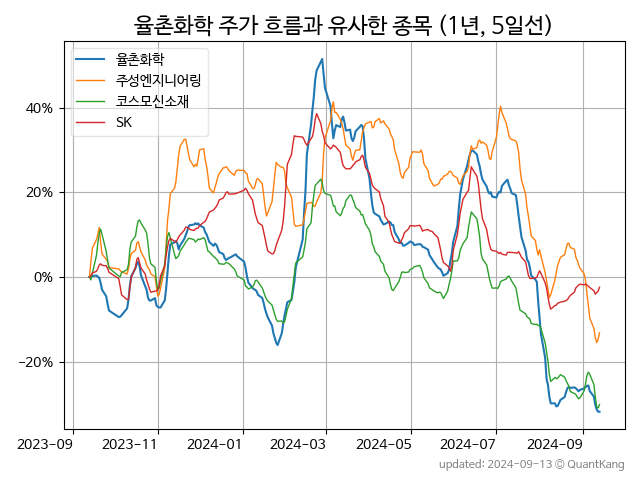 율촌화학 주가 흐름과 유사한 종목 (1년, 5일선)
율촌화학
주성엔지니어링
코스모신소재
SK
40%
20%
0%
−20%
2023-09 2023-11 2024-01 2024-03 2024-05 2024-07 2024-09
updated: 2024-09-13 © QuantKang